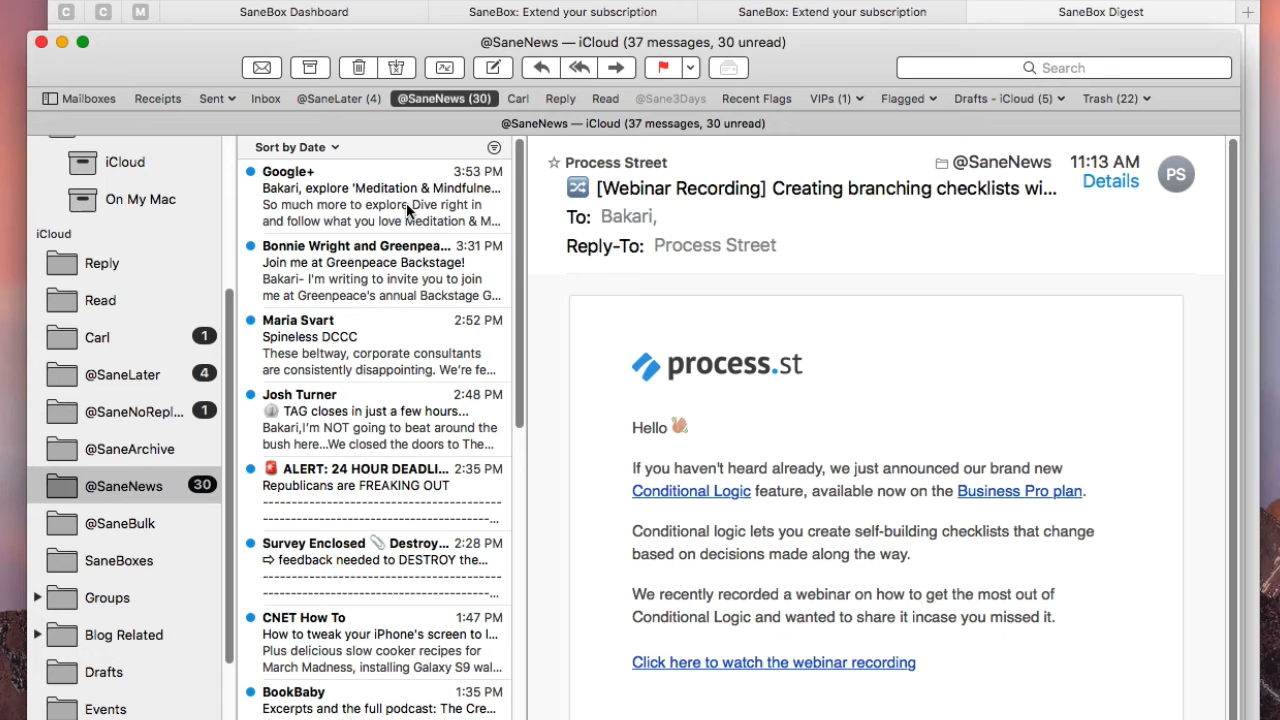 C C M SaneBox Dashboard SaneBox: Extend your subscription SaneBox: Extend your subscription SaneBox Digest +
@SaneNews — iCloud (37 messages, 30 unread)
Search
Mailboxes Receipts Sent Inbox @SaneLater (4) @SaneNews (30) Carl Reply Read @Sane3Days Recent Flags VIPs (1) Flagged Drafts - iCloud (5) Trash (22)
@SaneNews — iCloud (37 messages, 30 unread)
iCloud
On My Mac
iCloud
Reply
Read
Carl 1
@SaneLater 4
@SaneNoRepl... 1
@SaneArchive
@SaneNews 30
@SaneBulk
SaneBoxes
Groups
Blog Related
Drafts
Events
Sort by Date
Google+ 3:53 PM
Bakari, explore 'Meditation & Mindfulne...
So much more to explore Dive right in
and follow what you love Meditation & M...
Bonnie Wright and Greenpea... 3:31 PM
Join me at Greenpeace Backstage!
Bakari- I'm writing to invite you to join
me at Greenpeace's annual Backstage G...
Maria Svart 2:52 PM
Spineless DCCC
These beltway, corporate consultants
are consistently disappointing. We're fe...
Josh Turner 2:48 PM
TAG closes in just a few hours...
Bakari,I'm NOT going to beat around the
bush here...We closed the doors to The...
🚨 ALERT: 24 HOUR DEADLI... 2:35 PM
Republicans are FREAKING OUT
------------------------------------------
------------------------------------------...
Survey Enclosed 📎 Destroy... 2:28 PM
⇨ feedback needed to DESTROY the...
------------------------------------------
------------------------------------------...
CNET How To 1:47 PM
How to tweak your iPhone's screen to l...
Plus delicious slow cooker recipes for
March Madness, installing Galaxy S9 wal...
BookBaby 1:35 PM
Excerpts and the full podcast: The Cre...
☆ Process Street @SaneNews 11:13 AM
🔀 [Webinar Recording] Creating branching checklists wi... Details
PS
To: Bakari,
Reply-To: Process Street
process.st
Hello 👋
If you haven't heard already, we just announced our brand new
Conditional Logic feature, available now on the Business Pro plan.
Conditional logic lets you create self-building checklists that change
based on decisions made along the way.
We recently recorded a webinar on how to get the most out of
Conditional Logic and wanted to share it incase you missed it.
Click here to watch the webinar recording